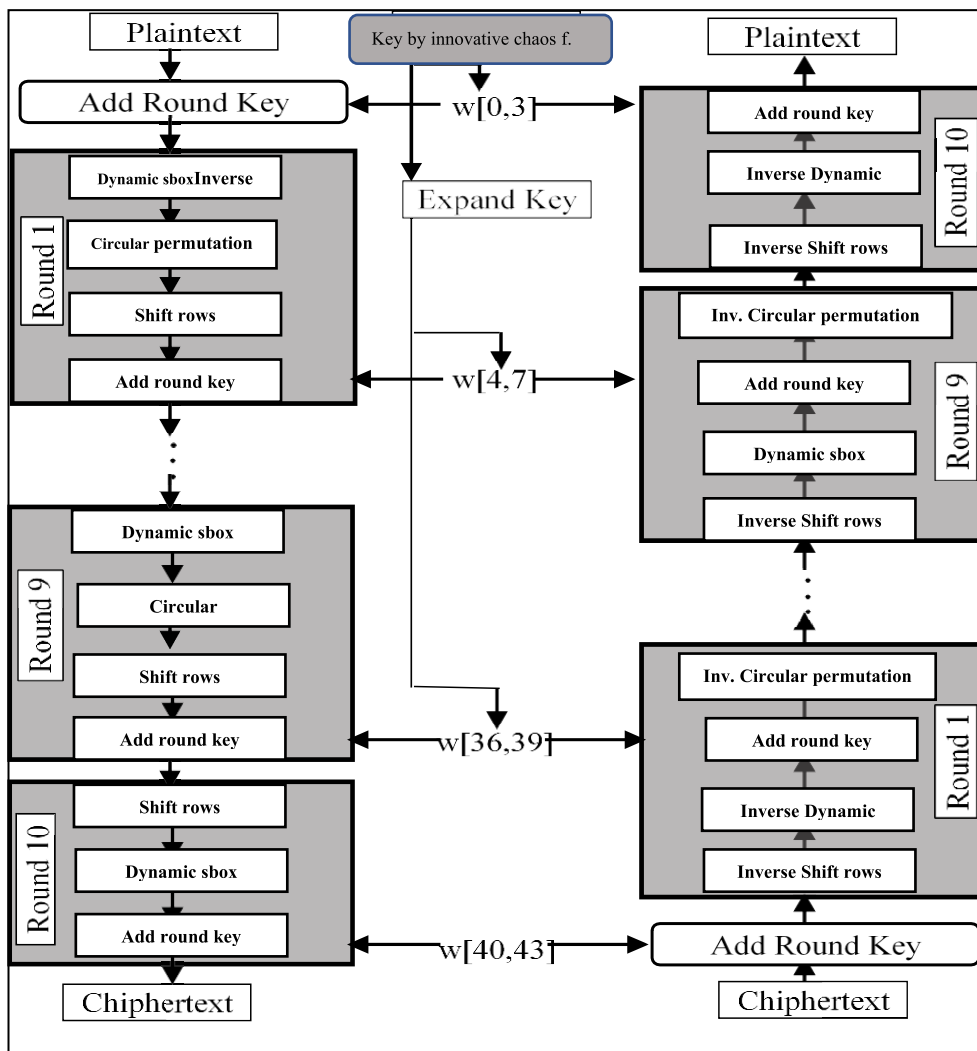 Plaintext
Add Round Key
Round 1
Dynamic sboxInverse
Circular permutation
Shift rows
Add round key
Round 9
Dynamic sbox
Circular
Shift rows
Add round key
Round 10
Shift rows
Dynamic sbox
Add round key
Chiphertext
Key by innovative chaos f.
w[0,3]
Expand Key
w[4,7]
w[36,39]
w[40,43]
Plaintext
Add round key
Inverse Dynamic
Inverse Shift rows
Round 10
Inv. Circular permutation
Add round key
Dynamic sbox
Inverse Shift rows
Round 9
Inv. Circular permutation
Add round key
Inverse Dynamic
Inverse Shift rows
Round 1
Add Round Key
Chiphertext